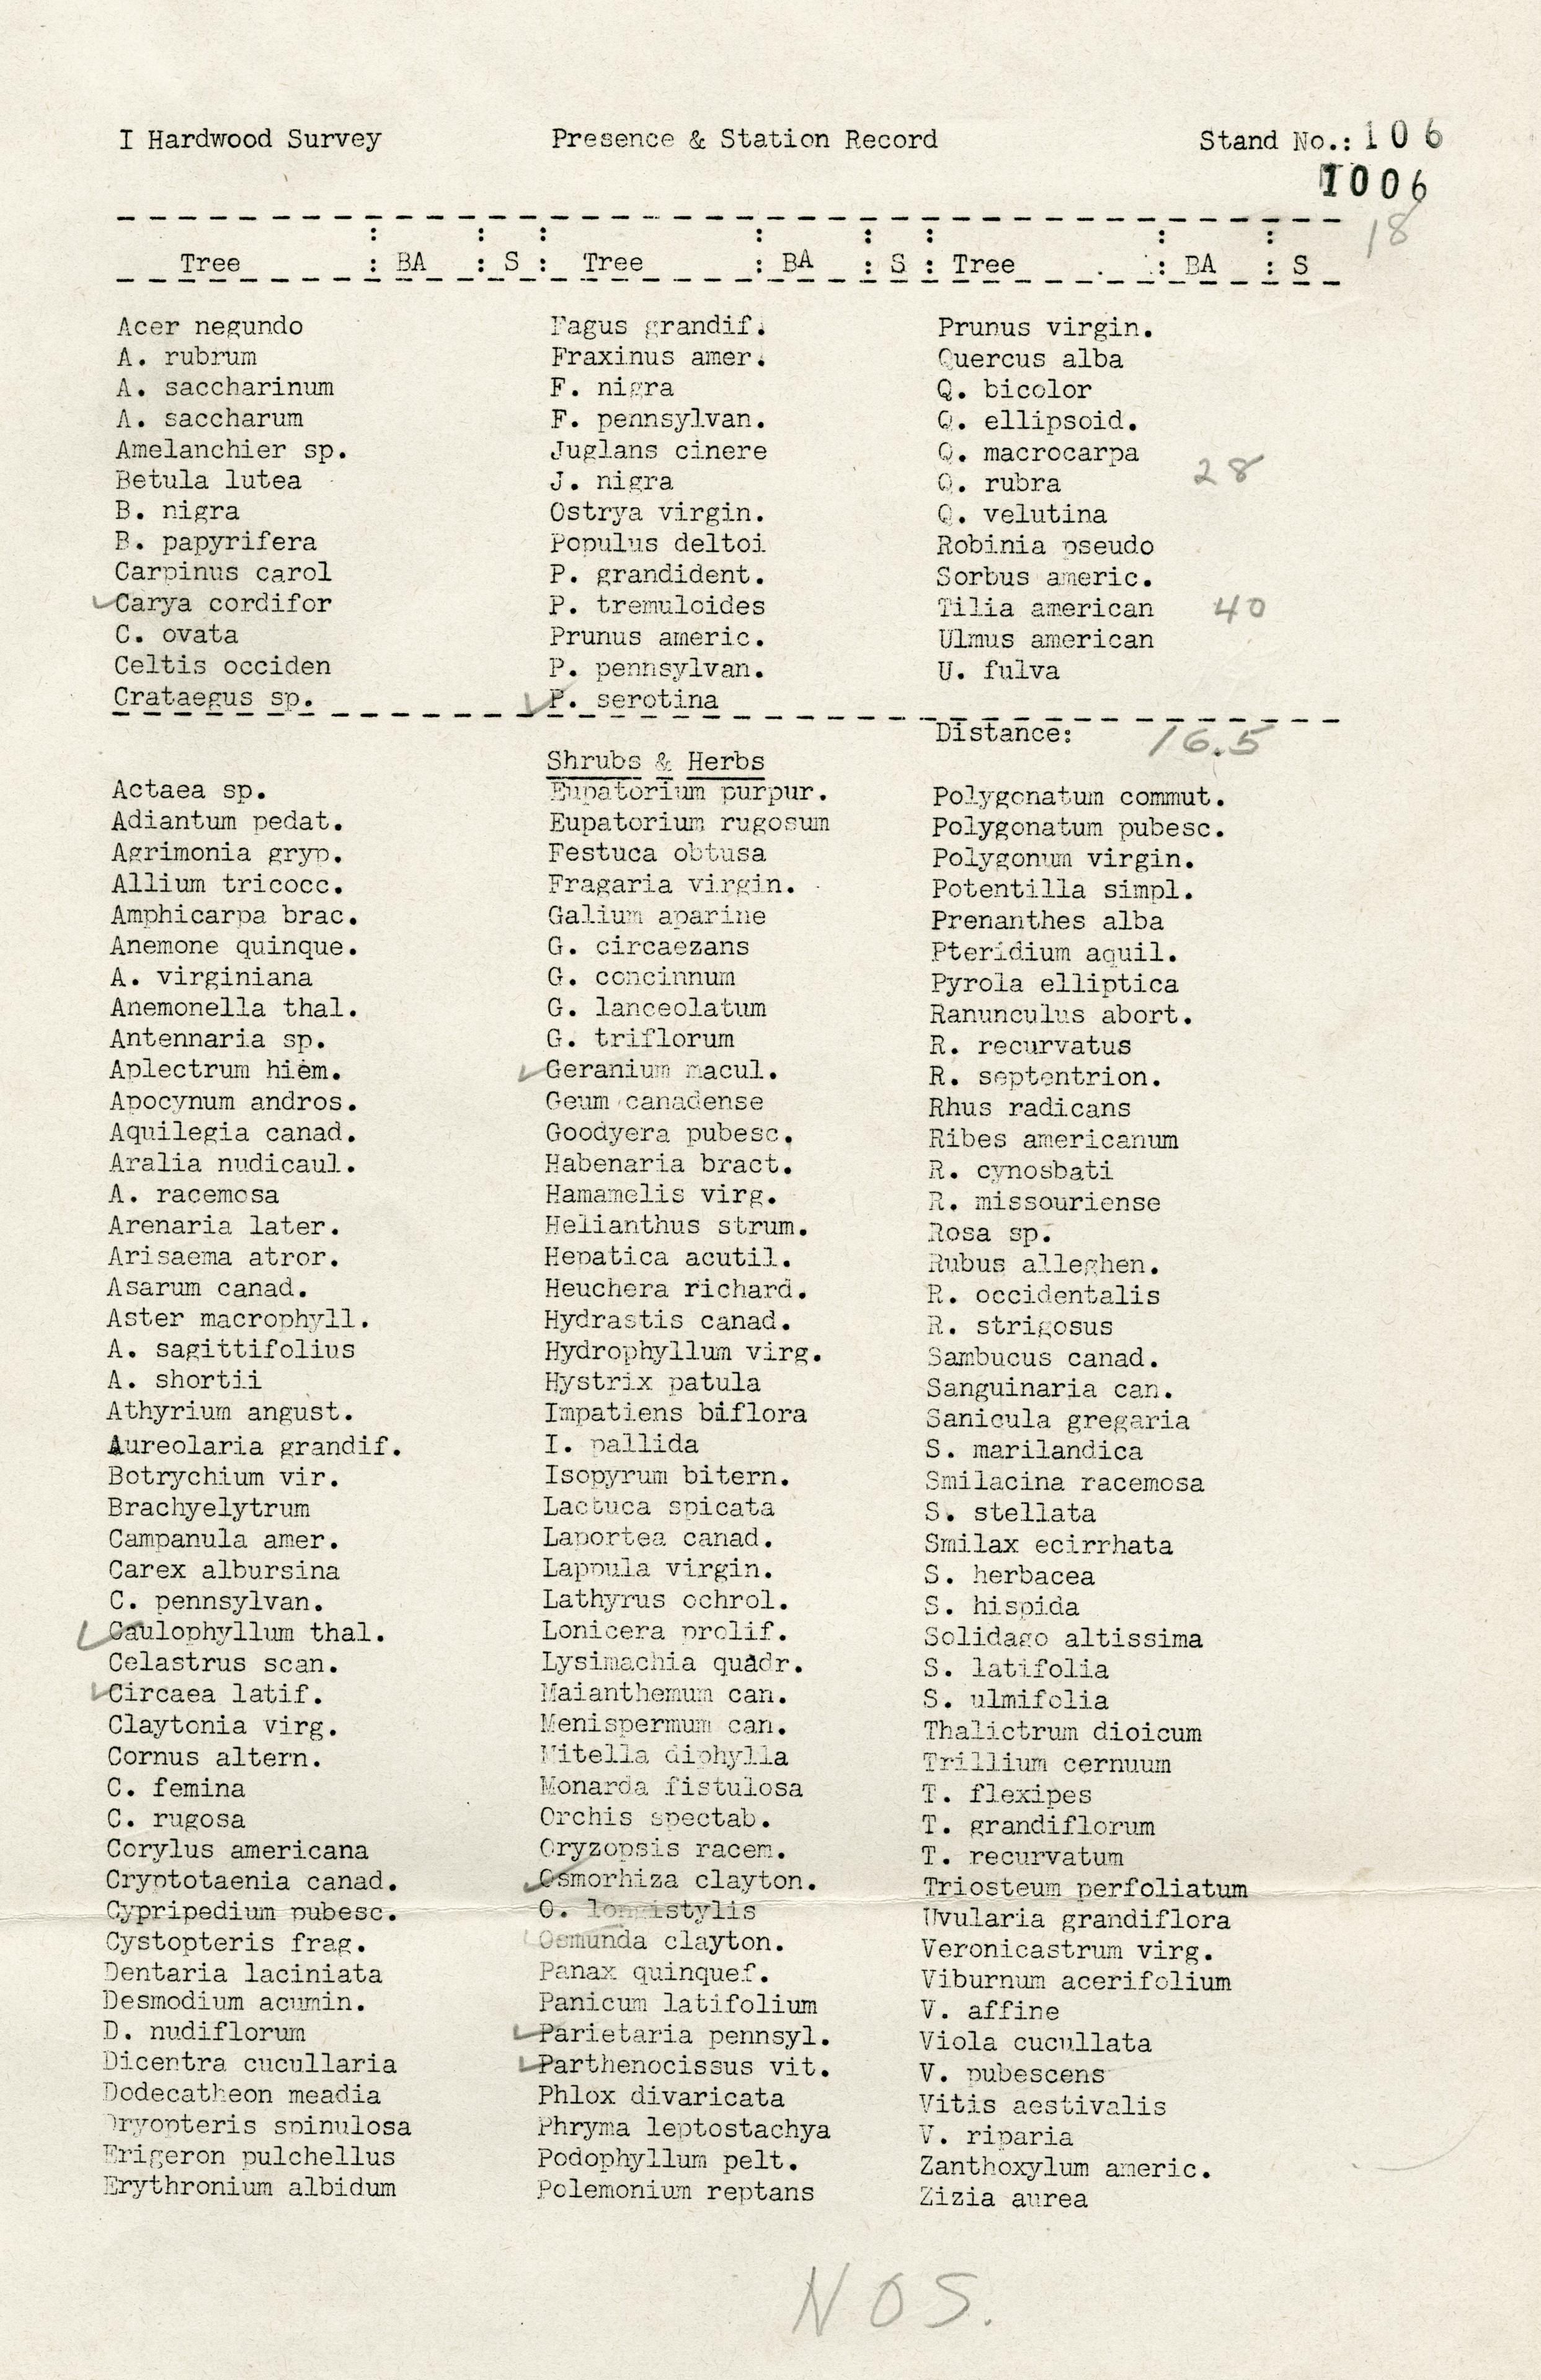 I Hardwood Survey Presence & Station Record Stand No.: 106
1006
18
Tree : BA : S : Tree : BA : S : Tree : BA : S
Acer negundo Fagus grandif. Prunus virgin.
A. rubrum Fraxinus amer. Quercus alba
A. saccharinum F. nigra Q. bicolor
A. saccharum F. pennsylvan. Q. ellipsoid.
Amelanchier sp. Juglans cinere Q. macrocarpa
Betula lutea J. nigra Q. rubra 28
B. nigra Ostrya virgin. Q. velutina
B. papyrifera Populus deltoi Robinia pseudo
Carpinus carol P. grandident. Sorbus americ.
✓Carya cordifor P. tremuloides Tilia american 40
C. ovata Prunus americ. Ulmus american
Celtis occiden P. pennsylvan. U. fulva
Crataegus sp. ✓P. serotina
Distance: 16.5
Shrubs & Herbs
Actaea sp. Eupatorium purpur. Polygonatum commut.
Adiantum pedat. Eupatorium rugosum Polygonatum pubesc.
Agrimonia gryp. Festuca obtusa Polygonum virgin.
Allium tricocc. Fragaria virgin. Potentilla simpl.
Amphicarpa brac. Galium aparine Prenanthes alba
Anemone quinque. G. circaezans Pteridium aquil.
A. virginiana G. concinnum Pyrola elliptica
Anemonella thal. G. lanceolatum Ranunculus abort.
Antennaria sp. G. triflorum R. recurvatus
Aplectrum hiem. ✓Geranium macul. R. septentrion.
Apocynum andros. Geum canadense Rhus radicans
Aquilegia canad. Goodyera pubesc. Ribes americanum
Aralia nudicaul. Habenaria bract. R. cynosbati
A. racemosa Hamamelis virg. R. missouriense
Arenaria later. Helianthus strum. Rosa sp.
Arisaema atror. Hepatica acutil. Rubus alleghen.
Asarum canad. Heuchera richard. R. occidentalis
Aster macrophyll. Hydrastis canad. R. strigosus
A. sagittifolius Hydrophyllum virg. Sambucus canad.
A. shortii Hystrix patula Sanguinaria can.
Athyrium angust. Impatiens biflora Sanicula gregaria
Aureolaria grandif. I. pallida S. marilandica
Botrychium vir. Isopyrum bitern. Smilacina racemosa
Brachyelytrum Lactuca spicata S. stellata
Campanula amer. Laportea canad. Smilax ecirrhata
Carex albursina Lappula virgin. S. herbacea
C. pennsylvan. Lathyrus ochrol. S. hispida
✓Caulophyllum thal. Lonicera prolif. Solidago altissima
Celastrus scan. Lysimachia quadr. S. latifolia
✓Circaea latif. Maianthemum can. S. ulmifolia
Claytonia virg. Menispermum can. Thalictrum dioicum
Cornus altern. Mitella diphylla Trillium cernuum
C. femina Monarda fistulosa T. flexipes
C. rugosa Orchis spectab. T. grandiflorum
Corylus americana Oryzopsis racem. T. recurvatum
Cryptotaenia canad. ✓Osmorhiza clayton. Triosteum perfoliatum
Cypripedium pubesc. O. longistylis Uvularia grandiflora
Cystopteris frag. Osmunda clayton. Veronicastrum virg.
Dentaria laciniata Panax quinquef. Viburnum acerifolium
Desmodium acumin. Panicum latifolium V. affine
D. nudiflorum ✓Parietaria pennsyl. Viola cucullata
Dicentra cucullaria ✓Parthenocissus vit. V. pubescens
Dodecatheon meadia Phlox divaricata Vitis aestivalis
Dryopteris spinulosa Phryma leptostachya V. riparia
Erigeron pulchellus Podophyllum pelt. Zanthoxylum americ.
Erythronium albidum Polemonium reptans Zizia aurea
NOS.